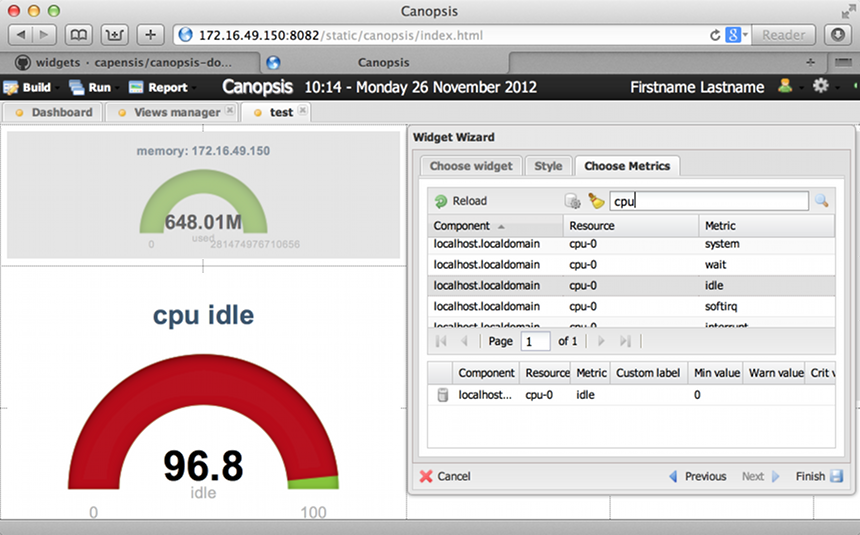 Canopsis
172.16.49.150:8082/static/canopsis/index.html
Reader
widgets · capensis/canopsis-do...
Canopsis
Build
Run
Report
Canopsis
10:14 - Monday 26 November 2012
Firstname Lastname
Dashboard
Views manager
test
memory: 172.16.49.150
648.01M
used
0
281474976710656
cpu idle
96.8
idle
0
100
Widget Wizard
Choose widget
Style
Choose Metrics
Reload
cpu
Component Resource Metric
localhost.localdomain cpu-0 system
localhost.localdomain cpu-0 wait
localhost.localdomain cpu-0 idle
localhost.localdomain cpu-0 softirq
localhost.localdomain cpu-0 interrupt
Page 1 of 1
Component Resource Metric Custom label Min value Warn value Crit v
localhost... cpu-0 idle 0
Cancel
Previous
Next
Finish